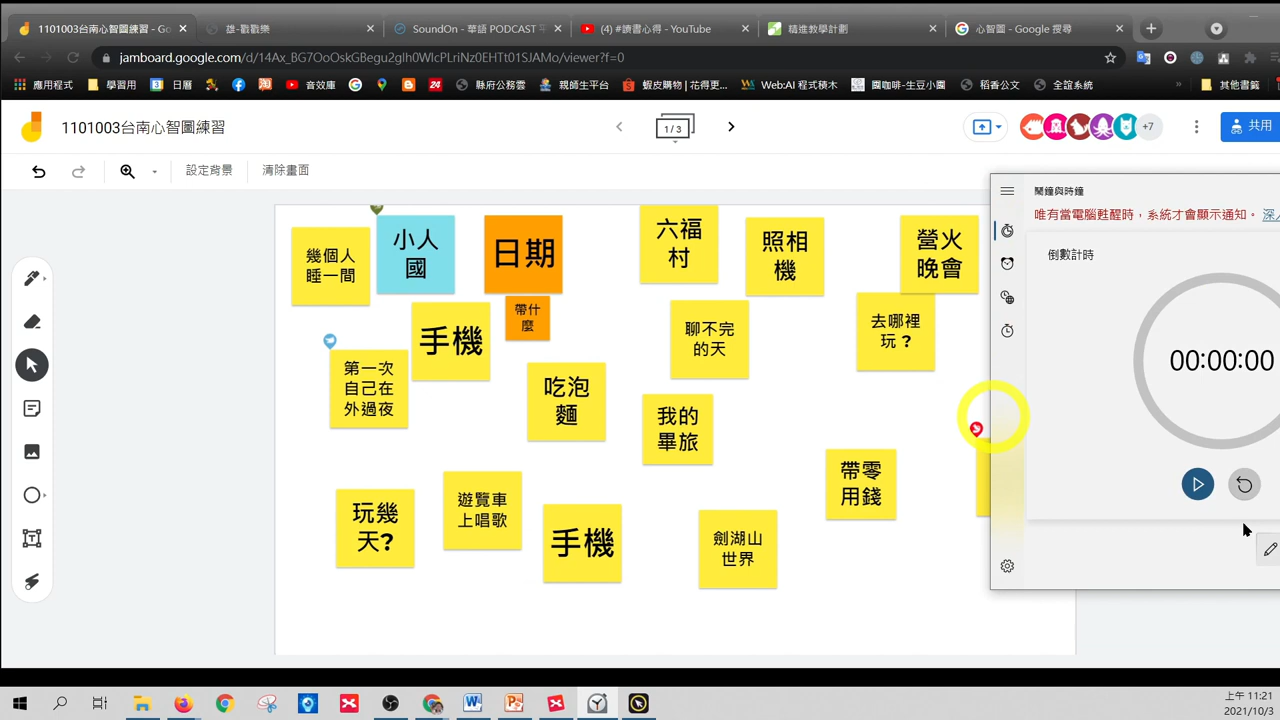 1101003台南心智圖練習 - Go
雄-戳戳樂
SoundOn - 華語 PODCAST 平
(4) #讀書心得 - YouTube
精進教學計劃
心智圖 - Google 搜尋
jamboard.google.com/d/14Ax_BG7OoOskGBegu2glh0WlcPLriNz0EHTt01SJAMo/viewer?f=0
應用程式
學習用
日曆
音效庫
縣府公務雲
親師生平台
蝦皮購物 | 花得更...
Web:AI 程式積木
團咖啡-生豆小園
稻香公文
全誼系統
»
其他書籤
1101003台南心智圖練習
1 / 3
+7
共用
設定背景
清除畫面
鬧鐘與時鐘
唯有當電腦甦醒時，系統才會顯示通知。
深入
倒數計時
00:00:00
幾個人
睡一間
小人
國
日期
帶什
麼
六福
村
照相
機
營火
晚會
手機
聊不完
的天
去哪裡
玩？
第一次
自己在
外過夜
吃泡
麵
我的
畢旅
帶零
用錢
玩幾
天?
遊覽車
上唱歌
手機
劍湖山
世界
上午 11:21
2021/10/3